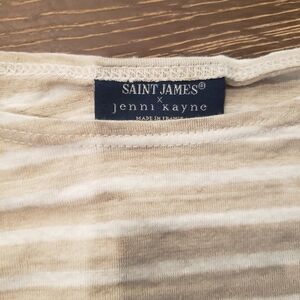 SAINT JAMES®
x
jenni kayne
MADE IN FRANCE